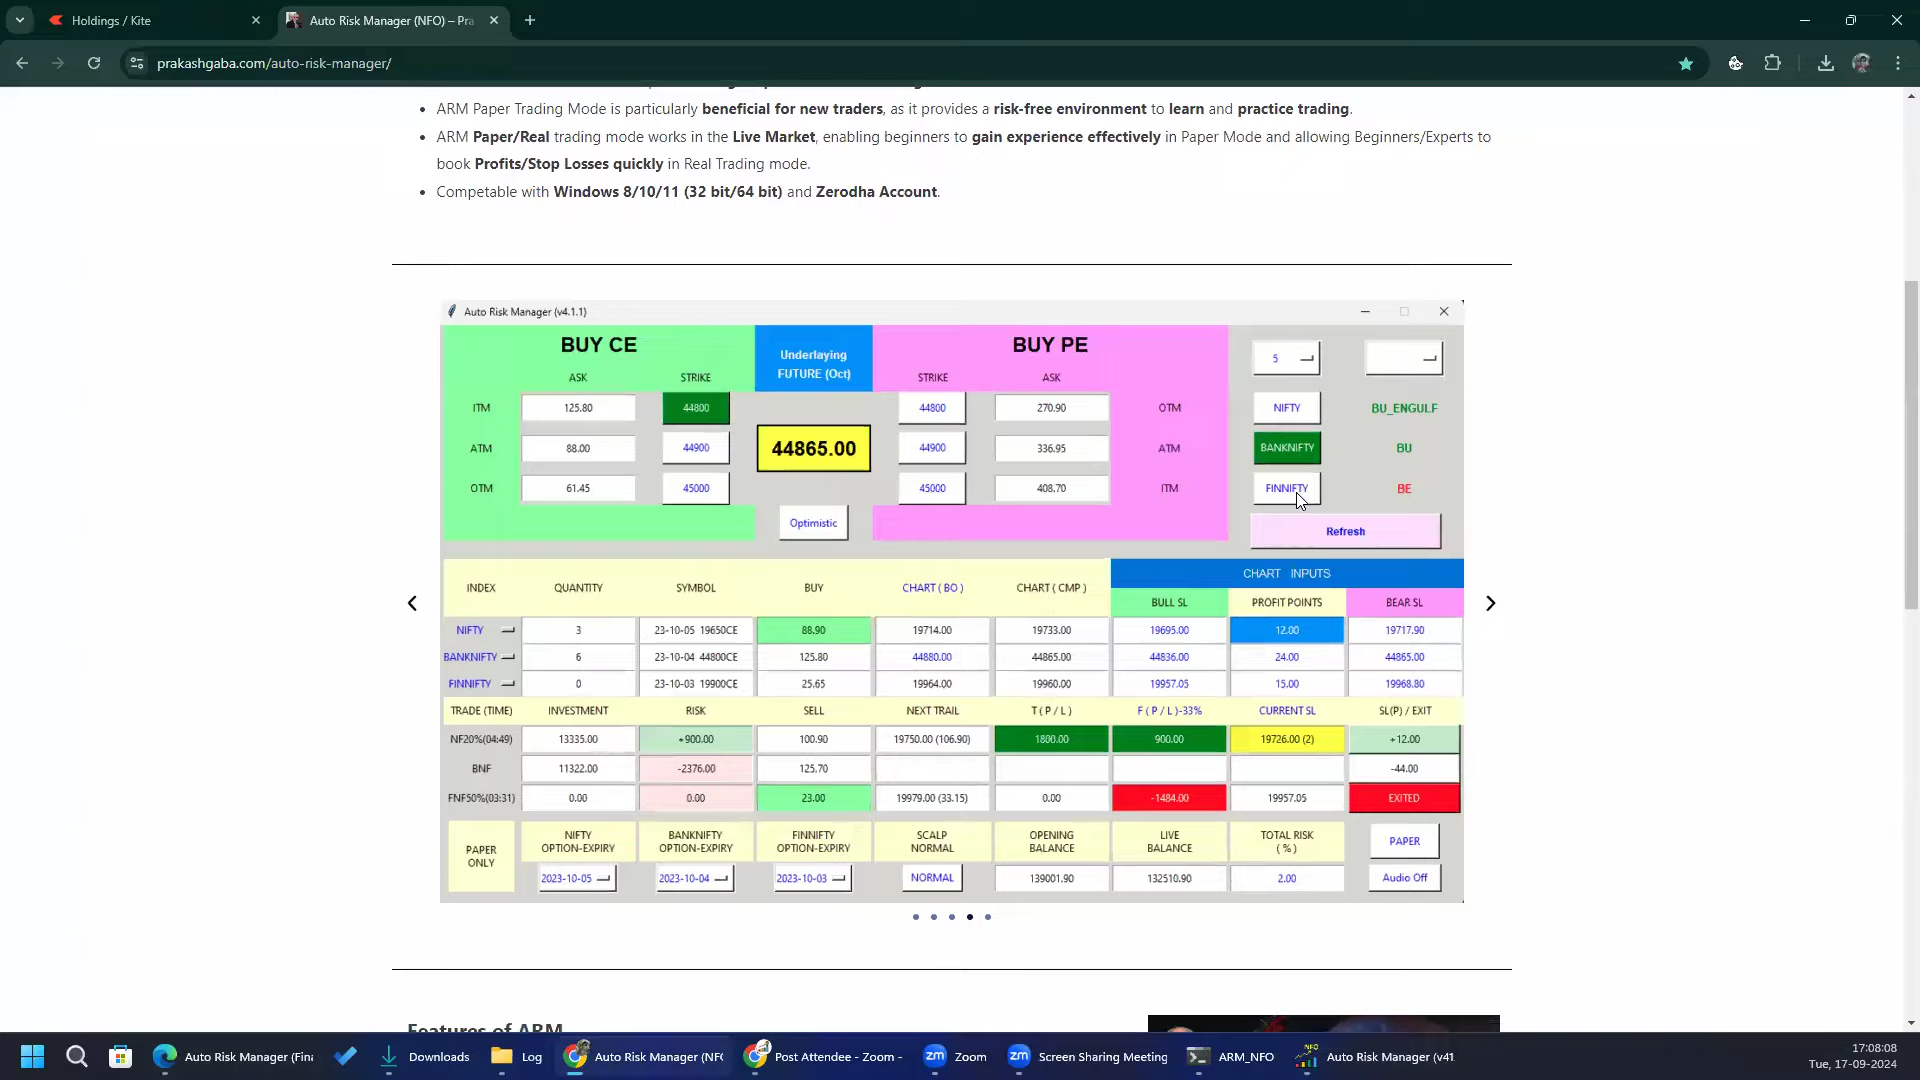 Holdings / Kite
Auto Risk Manager (NFO) – Pra
prakashgaba.com/auto-risk-manager/
ARM Paper Trading Mode is particularly beneficial for new traders, as it provides a risk-free environment to learn and practice trading.
ARM Paper/Real trading mode works in the Live Market, enabling beginners to gain experience effectively in Paper Mode and allowing Beginners/Experts to
book Profits/Stop Losses quickly in Real Trading mode.
Competable with Windows 8/10/11 (32 bit/64 bit) and Zerodha Account.
Auto Risk Manager (v4.1.1)
BUY CE Underlaying BUY PE 5
ASK STRIKE FUTURE (Oct) STRIKE ASK
ITM 125.80 44800 44800 270.90 OTM NIFTY BU_ENGULF
ATM 88.00 44900 44865.00 44900 336.95 ATM BANKNIFTY BU
OTM 61.45 45000 45000 408.70 ITM FINNIFTY BE
Optimistic Refresh
CHART INPUTS
INDEX QUANTITY SYMBOL BUY CHART ( BO ) CHART ( CMP ) BULL SL PROFIT POINTS BEAR SL
NIFTY 3 23-10-05 19650CE 88.90 19714.00 19733.00 19695.00 12.00 19717.90
BANKNIFTY 6 23-10-04 44800CE 125.80 44880.00 44865.00 44836.00 24.00 44865.00
FINNIFTY 0 23-10-03 19900CE 25.65 19964.00 19960.00 19957.05 15.00 19968.80
TRADE (TIME) INVESTMENT RISK SELL NEXT TRAIL T ( P / L ) F ( P / L )-33% CURRENT SL SL(P) / EXIT
NF20%(04:49) 13335.00 +900.00 100.90 19750.00 (106.90) 1800.00 900.00 19726.00 (2) +12.00
BNF 11322.00 -2376.00 125.70 -44.00
FNF50%(03:31) 0.00 0.00 23.00 19979.00 (33.15) 0.00 -1484.00 19957.05 EXITED
PAPER ONLY NIFTY OPTION-EXPIRY BANKNIFTY OPTION-EXPIRY FINNIFTY OPTION-EXPIRY SCALP NORMAL OPENING BALANCE LIVE BALANCE TOTAL RISK ( % ) PAPER
2023-10-05 2023-10-04 2023-10-03 NORMAL 139001.90 132510.90 2.00 Audio Off
Features of ARM
Auto Risk Manager (Fina Downloads Log Auto Risk Manager (NFO Post Attendee - Zoom - Zoom Screen Sharing Meeting ARM_NFO Auto Risk Manager (v41
17:08:08
Tue, 17-09-2024